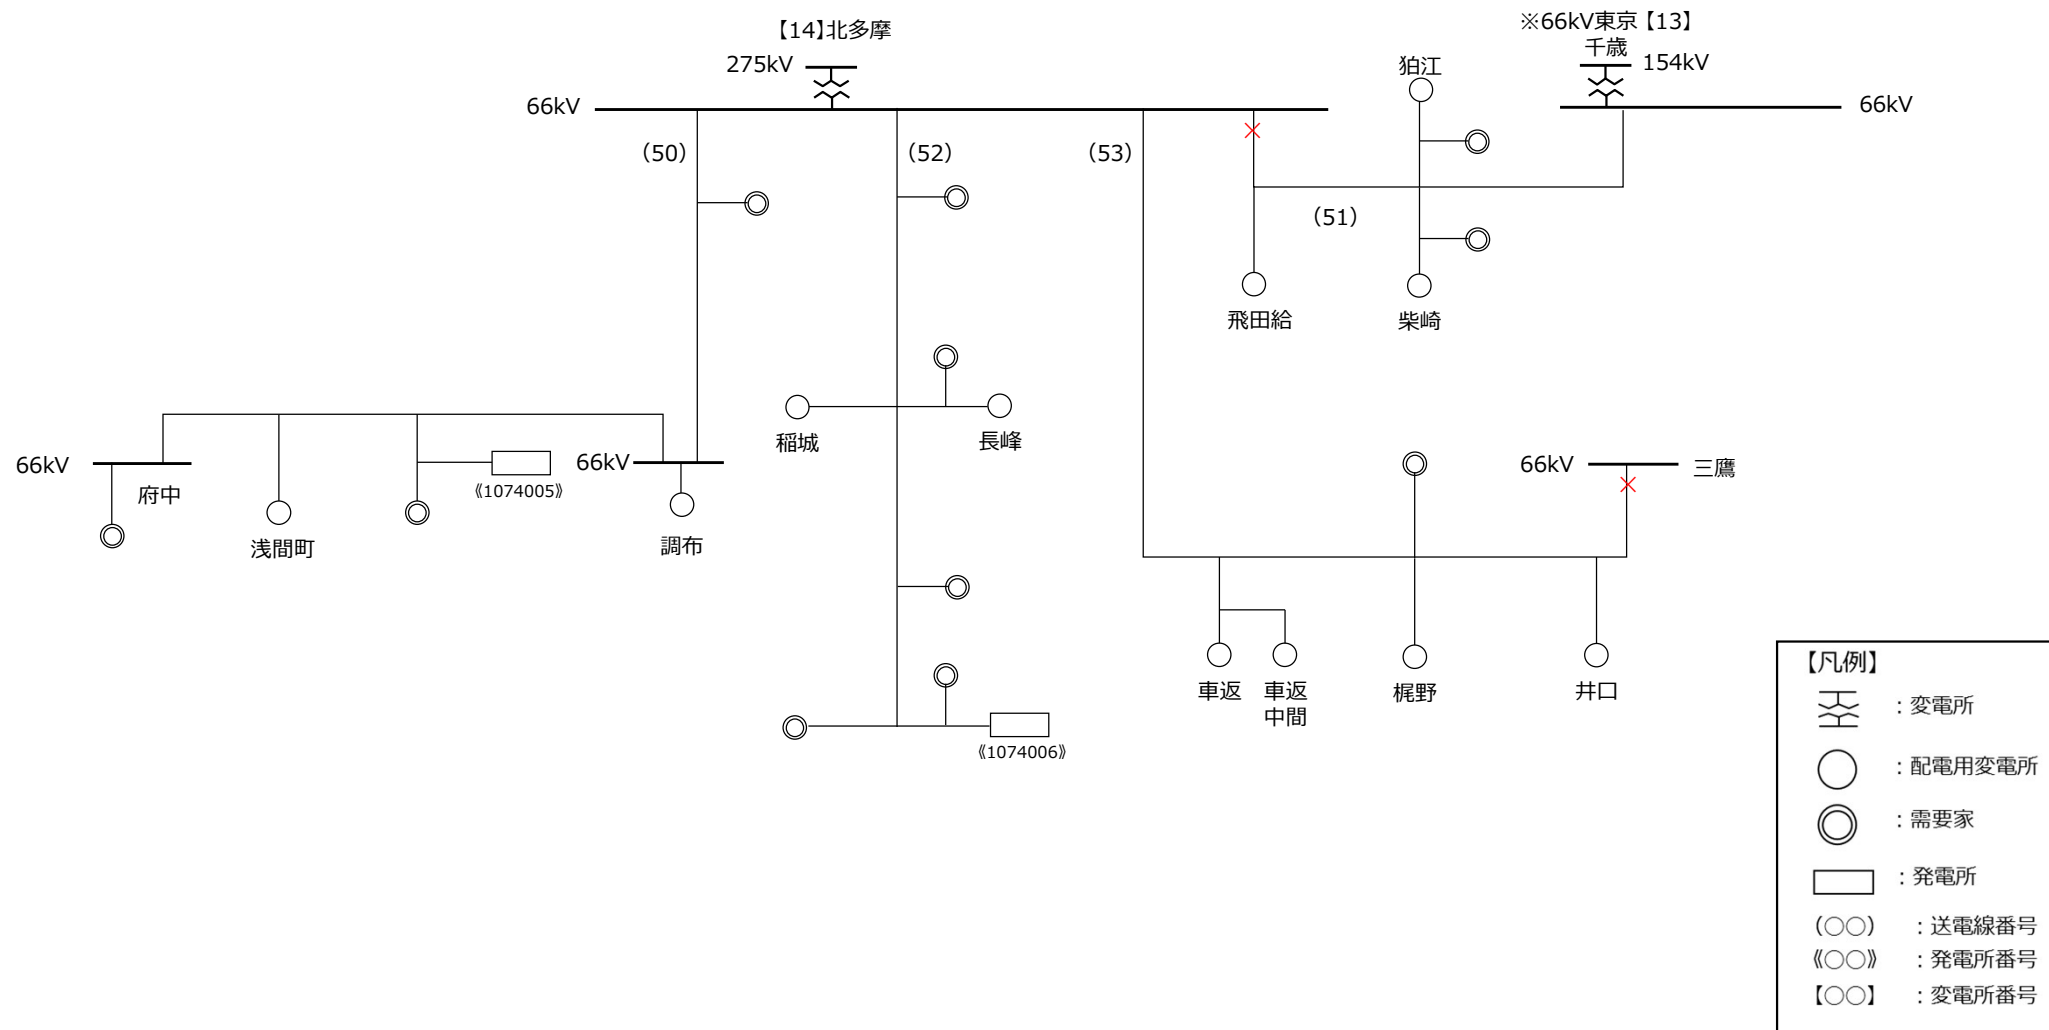 【14】北多摩
275kV
66kV
※66kV東京【13】
千歳
154kV
66kV
狛江
(50)
(52)
(53)
(51)
飛田給
柴崎
稲城
長峰
66kV
府中
浅間町
《1074005》
66kV
調布
66kV
三鷹
車返
車返
中間
梶野
井口
《1074006》
【凡例】
：変電所
：配電用変電所
：需要家
：発電所
(○○) ：送電線番号
《○○》 ：発電所番号
【○○】 ：変電所番号